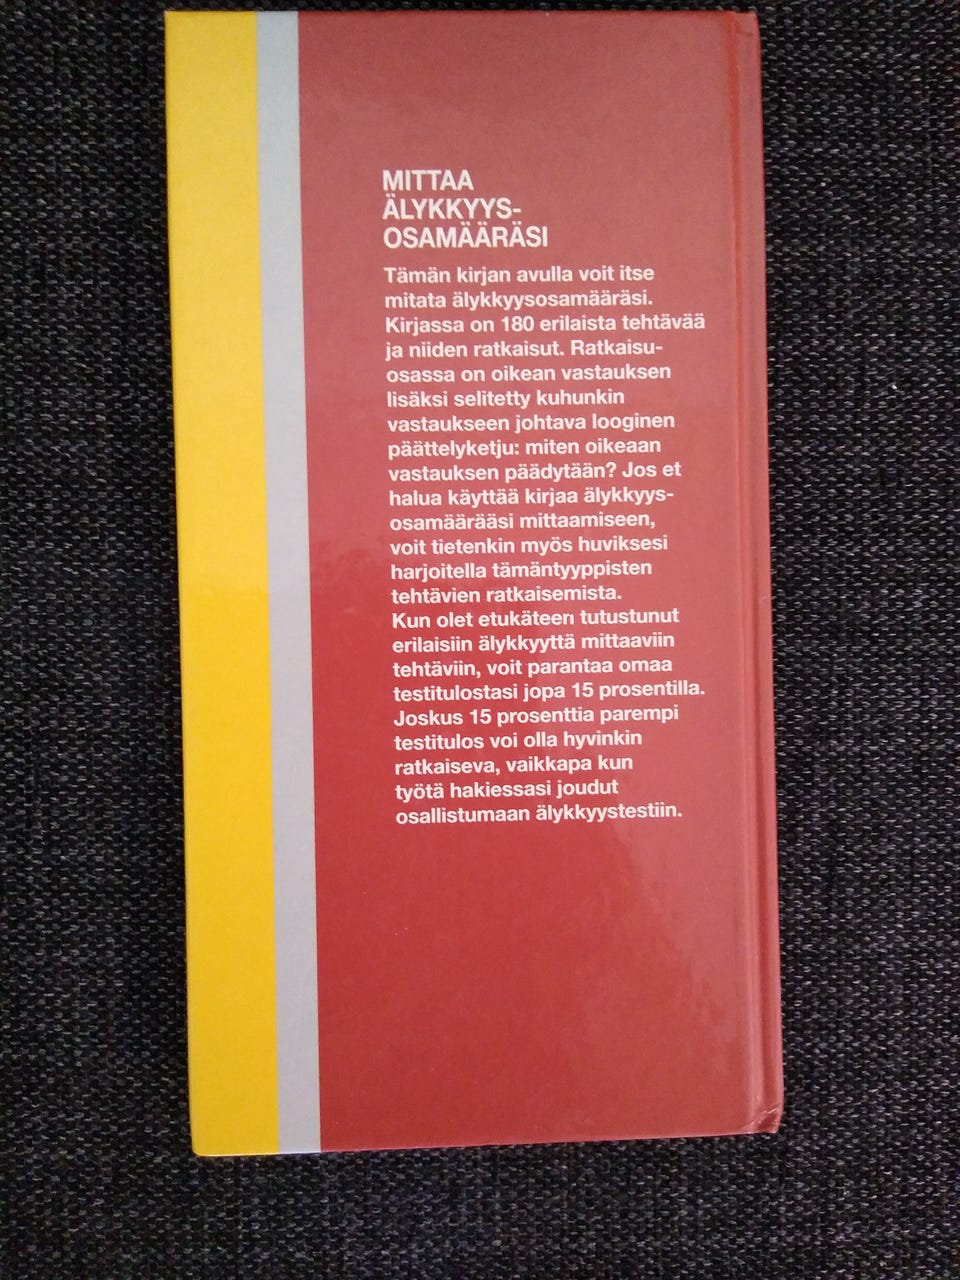 MITTAA
ÄLYKKYYS-
OSAMÄÄRÄSI
Tämän kirjan avulla voit itse
mitata älykkyysosamääräsi.
Kirjassa on 180 erilaista tehtävää
ja niiden ratkaisut. Ratkaisu-
osassa on oikean vastauksen
lisäksi selitetty kuhunkin
vastaukseen johtava looginen
päättelyketju: miten oikeaan
vastauksen päädytään? Jos et
halua käyttää kirjaa älykkyys-
osamäärääsi mittaamiseen,
voit tietenkin myös huviksesi
harjoitella tämäntyyppisten
tehtävien ratkaisemista.
Kun olet etukäteen tutustunut
erilaisiin älykkyyttä mittaaviin
tehtäviin, voit parantaa omaa
testitulostasi jopa 15 prosentilla.
Joskus 15 prosenttia parempi
testitulos voi olla hyvinkin
ratkaiseva, vaikkapa kun
työtä hakiessasi joudut
osallistumaan älykkyystestiin.